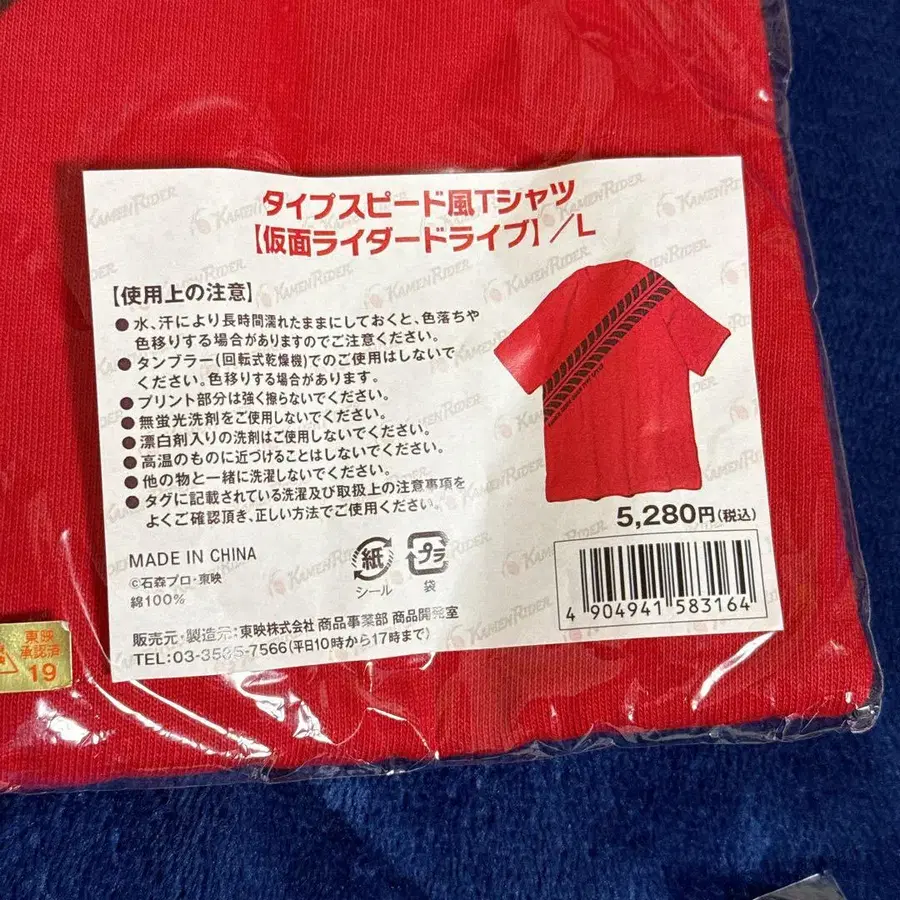 タイプスピード風Tシャツ
【仮面ライダードライブ】/L
【使用上の注意】
●水、汗により長時間濡れたままにしておくと、色落ちや
色移りする場合がありますのでご注意ください。
●タンブラー(回転式乾燥機)でのご使用はしないで
ください。色移りする場合があります。
●プリント部分は強く擦らないでください。
●無蛍光洗剤をご使用しないでください。
●漂白剤入りの洗剤はご使用しないでください。
●高温のものに近づけることはしないでください。
●他の物と一緒に洗濯しないでください。
●タグに記載されている洗濯及び取扱上の注意事項を
よくご確認頂き、正しい方法でご使用ください。
5,280円(税込)
MADE IN CHINA
©石森プロ・東映
綿100%
紙
シール
プラ
袋
4 904941 583164
販売元・製造元:東映株式会社 商品事業部 商品開発室
TEL:03-3535-7566(平日10時から17時まで)
東映
承認済
19
KAMEN RIDER